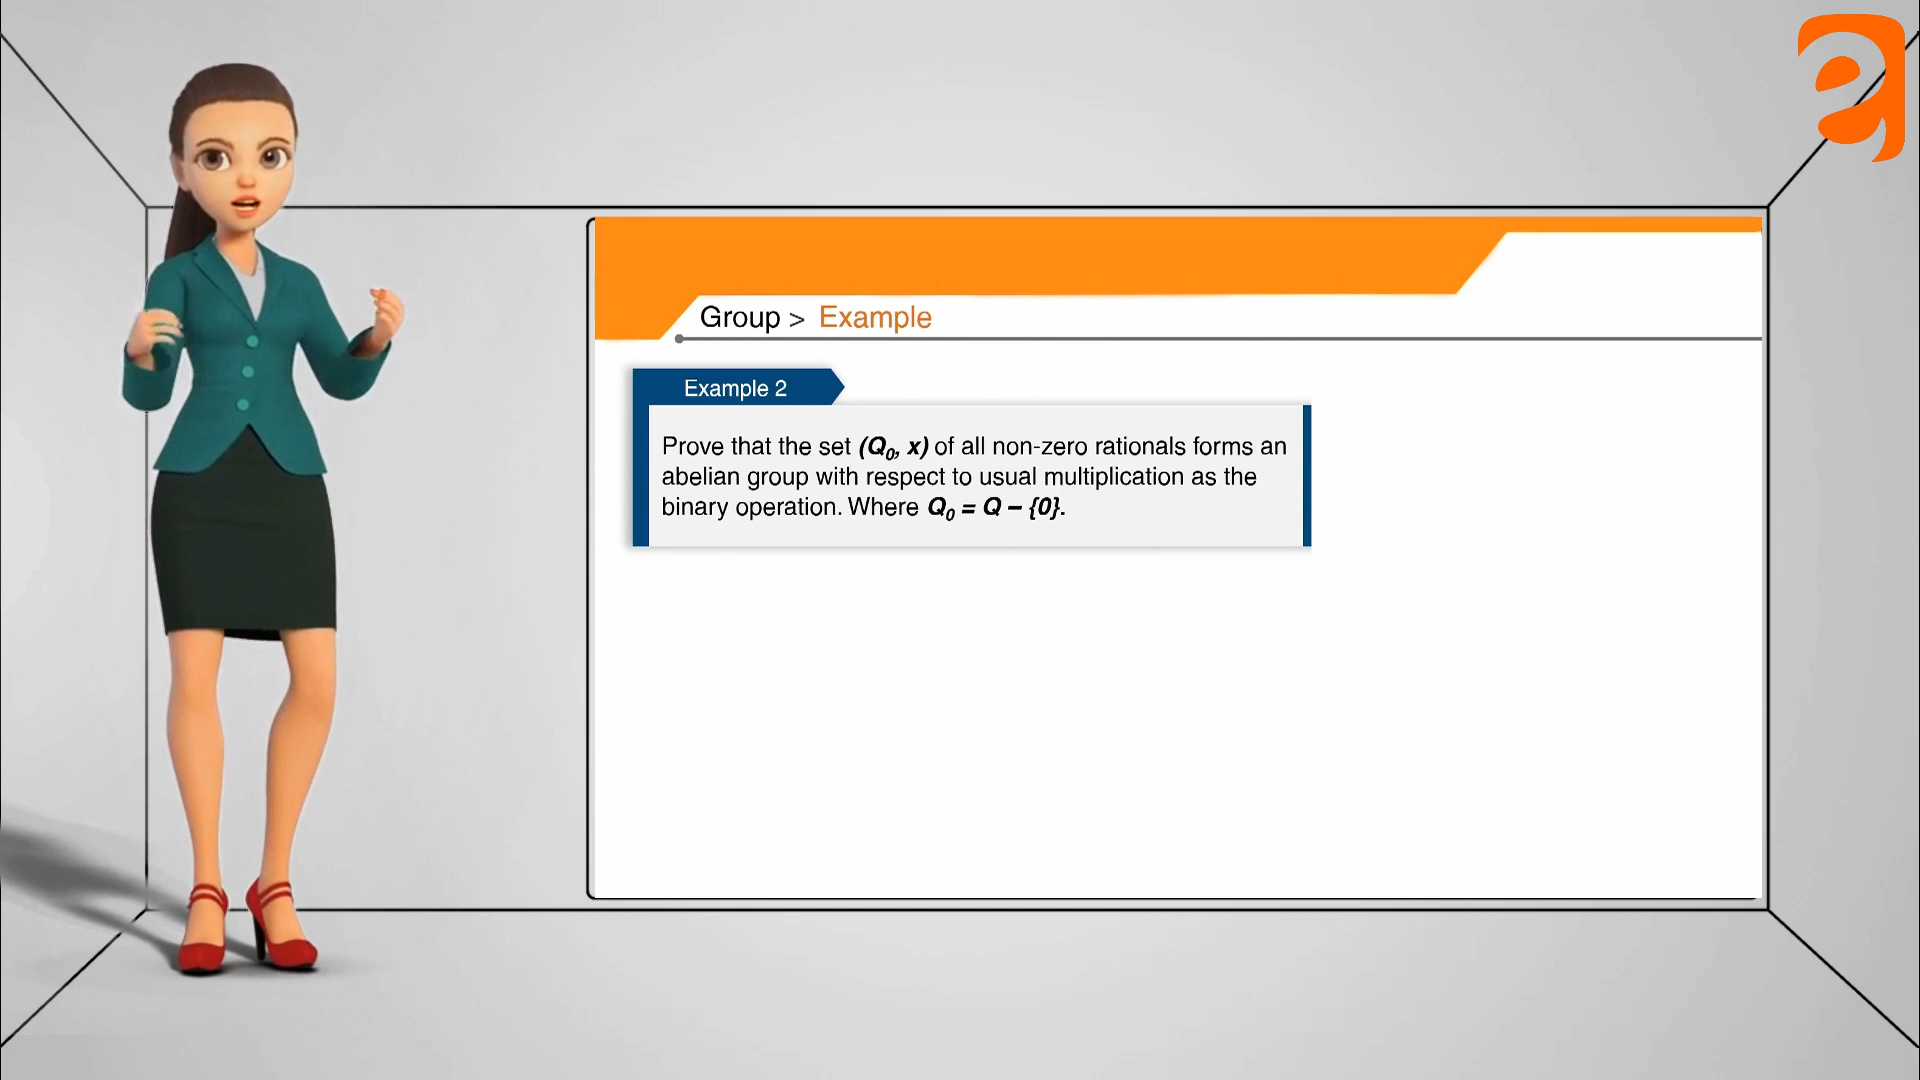 Group > Example
Example 2
Prove that the set (Q₀, x) of all non-zero rationals forms an
abelian group with respect to usual multiplication as the
binary operation. Where Q₀ = Q – {0}.